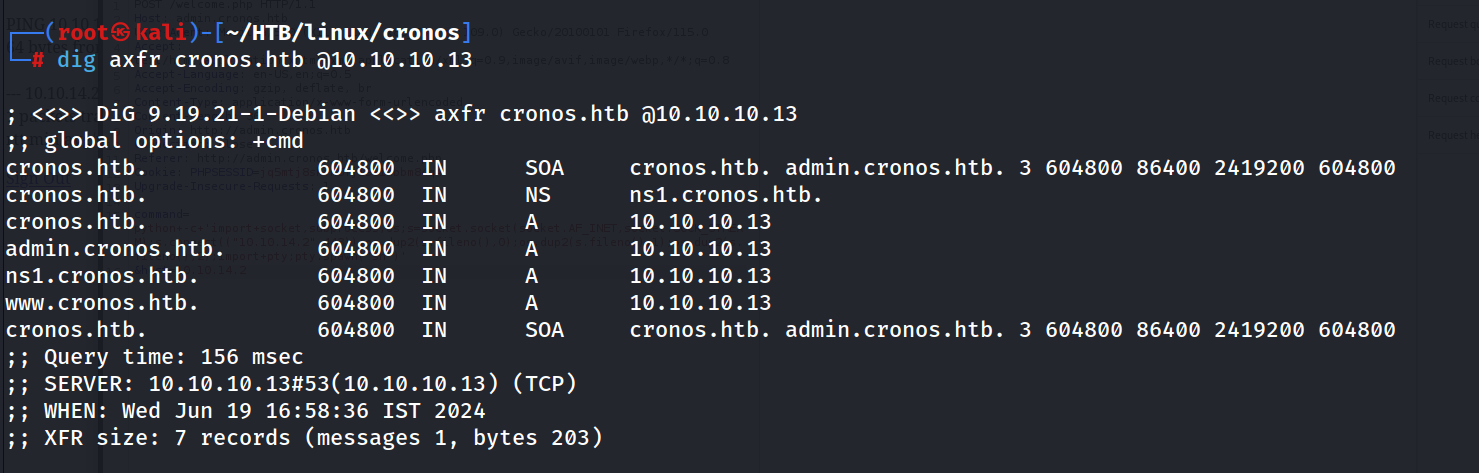 ┌──(root㉿kali)-[~/HTB/linux/cronos]
└─# dig axfr cronos.htb @10.10.10.13
; <<>> DiG 9.19.21-1-Debian <<>> axfr cronos.htb @10.10.10.13
;; global options: +cmd
cronos.htb. 604800 IN SOA cronos.htb. admin.cronos.htb. 3 604800 86400 2419200 604800
cronos.htb. 604800 IN NS ns1.cronos.htb.
cronos.htb. 604800 IN A 10.10.10.13
admin.cronos.htb. 604800 IN A 10.10.10.13
ns1.cronos.htb. 604800 IN A 10.10.10.13
www.cronos.htb. 604800 IN A 10.10.10.13
cronos.htb. 604800 IN SOA cronos.htb. admin.cronos.htb. 3 604800 86400 2419200 604800
;; Query time: 156 msec
;; SERVER: 10.10.10.13#53(10.10.10.13) (TCP)
;; WHEN: Wed Jun 19 16:58:36 IST 2024
;; XFR size: 7 records (messages 1, bytes 203)